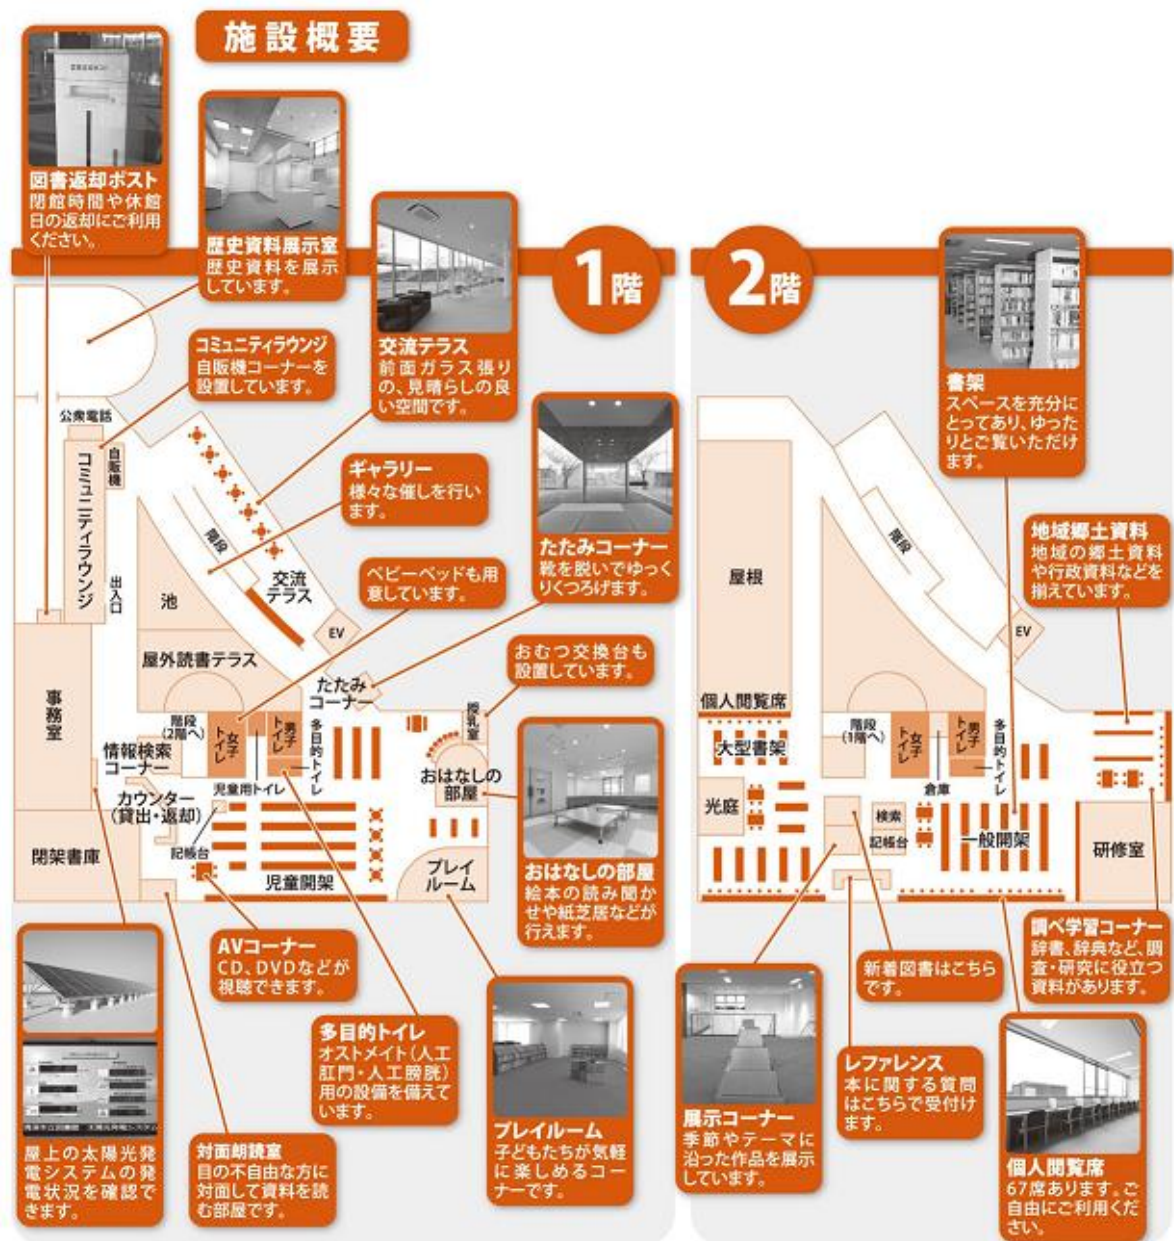 施設概要
図書返却ポスト
閉館時間や休館
日の返却にご利用
ください。
歴史資料展示室
歴史資料を展示
しています。
交流テラス
前面ガラス張り
の、見晴らしの良
い空間です。
1階
コミュニティラウンジ
自販機コーナーを
設置しています。
ギャラリー
様々な催しを行い
ます。
ベビーベッドも用
意しています。
たたみコーナー
靴を脱いでゆっく
りくつろげます。
おむつ交換台も
設置しています。
おはなしの部屋
絵本の読み聞か
せや紙芝居などが
行えます。
公衆電話
自販機
コミュニティラウンジ
出入口
池
階段
交流
テラス
EV
屋外読書テラス
たたみ
コーナー
事務室
階段
(2階へ)
女子
トイレ
男子
トイレ
多目的トイレ
授乳室
情報検索
コーナー
児童用トイレ
おはなしの
部屋
カウンター
(貸出・返却)
記帳台
閉架書庫
児童開架
プレイ
ルーム
AVコーナー
CD、DVDなどが
視聴できます。
多目的トイレ
オストメイト(人工
肛門・人工膀胱)
用の設備を備えて
います。
プレイルーム
子どもたちが気軽
に楽しめるコー
ナーです。
屋上の太陽光発
電システムの発
電状況を確認で
きます。
対面朗読室
目の不自由な方に
対面して資料を読
む部屋です。
2階
書架
スペースを充分に
とってあり、ゆった
りとご覧いただけ
ます。
地域郷土資料
地域の郷土資料
や行政資料などを
揃えています。
屋根
階段
EV
個人閲覧席
大型書架
階段
(1階へ)
女子
トイレ
男子
トイレ
多目的トイレ
倉庫
光庭
検索
記帳台
一般開架
研修室
調べ学習コーナー
辞書、辞典など、調
査・研究に役立つ
資料があります。
新着図書はこちら
です。
レファレンス
本に関する質問
はこちらで受付け
ます。
展示コーナー
季節やテーマに
沿った作品を展示
しています。
個人閲覧席
67席あります。ご
自由にご利用くだ
さい。